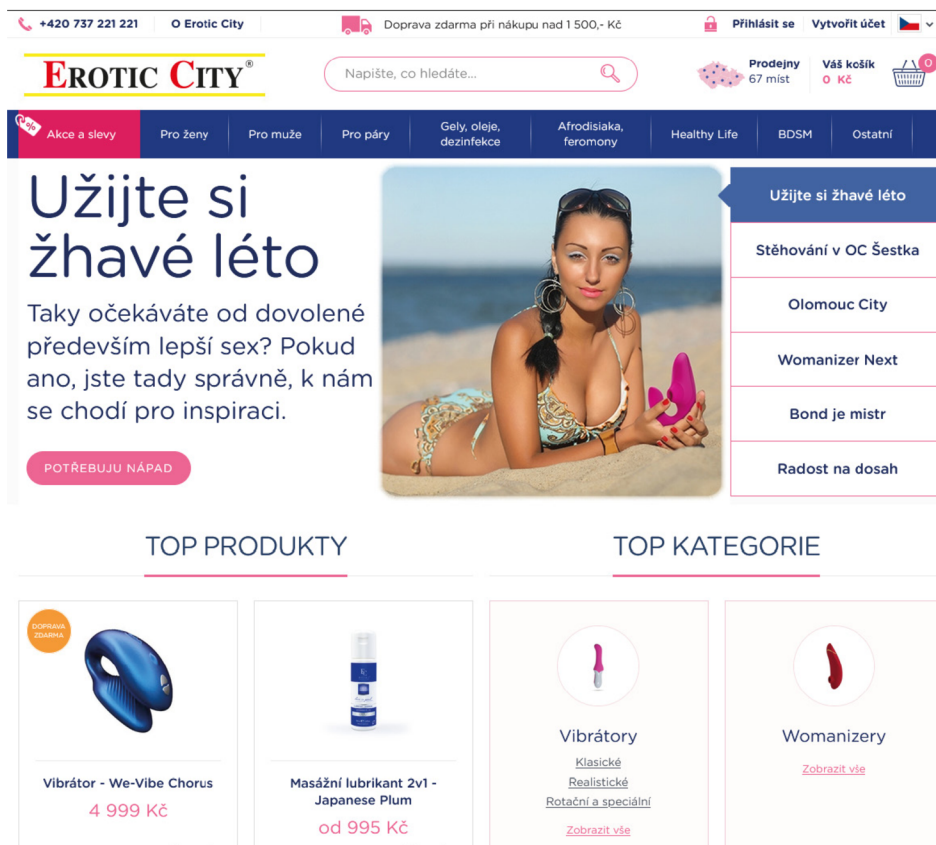 +420 737 221 221
O Erotic City
Doprava zdarma při nákupu nad 1 500,- Kč
Přihlásit se
Vytvořit účet
EROTIC CITY®
Napište, co hledáte...
Prodejny
67 míst
Váš košík
0 Kč
0
%
Akce a slevy
Pro ženy
Pro muže
Pro páry
Gely, oleje,
dezinfekce
Afrodisiaka,
feromony
Healthy Life
BDSM
Ostatní
Užijte si
žhavé léto
Taky očekáváte od dovolené
především lepší sex? Pokud
ano, jste tady správně, k nám
se chodí pro inspiraci.
POTŘEBUJU NÁPAD
Užijte si žhavé léto
Stěhování v OC Šestka
Olomouc City
Womanizer Next
Bond je mistr
Radost na dosah
TOP PRODUKTY
TOP KATEGORIE
DOPRAVA
ZDARMA
Vibrátor - We-Vibe Chorus
4 999 Kč
Masážní lubrikant 2v1 -
Japanese Plum
od 995 Kč
Vibrátory
Klasické
Realistické
Rotační a speciální
Zobrazit vše
Womanizery
Zobrazit vše